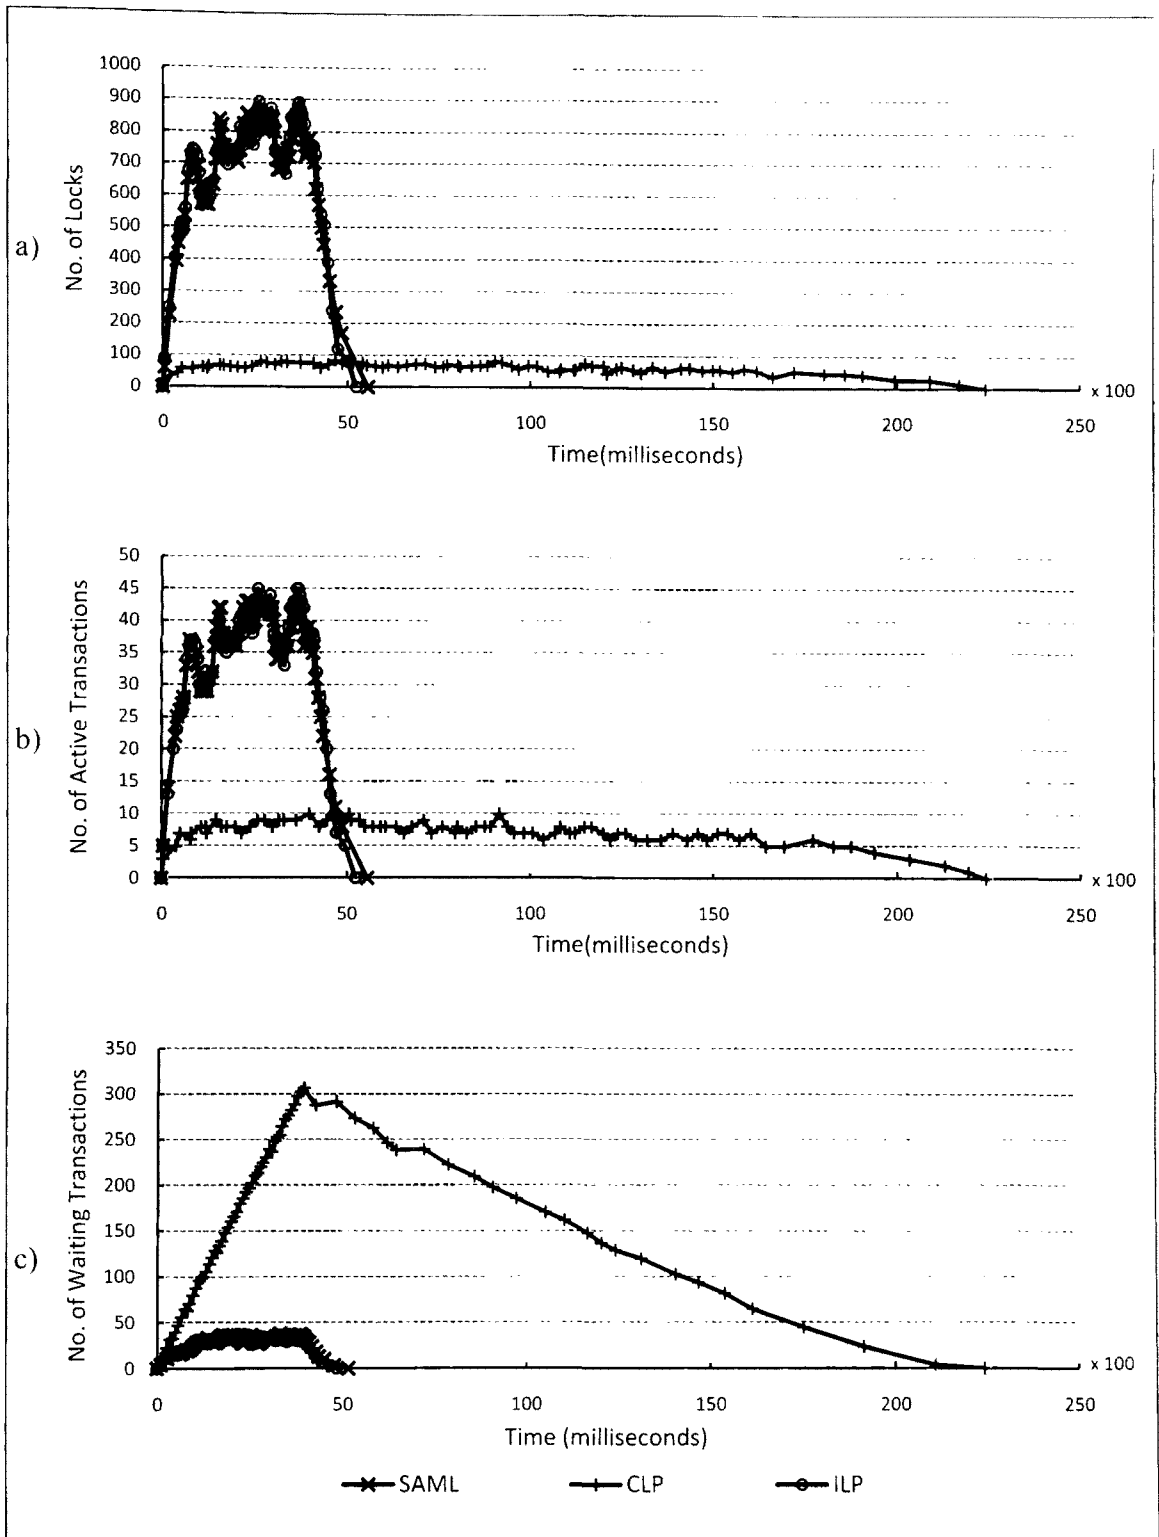 a)
No. of Locks
1000
900
800
700
600
500
400
300
200
100
0
0 50 100 150 200 250
x 100
Time(milliseconds)
b)
No. of Active Transactions
50
45
40
35
30
25
20
15
10
5
0
0 50 100 150 200 250
x 100
Time(milliseconds)
c)
No. of Waiting Transactions
350
300
250
200
150
100
50
0
0 50 100 150 200 250
x 100
Time (milliseconds)
SAML CLP ILP